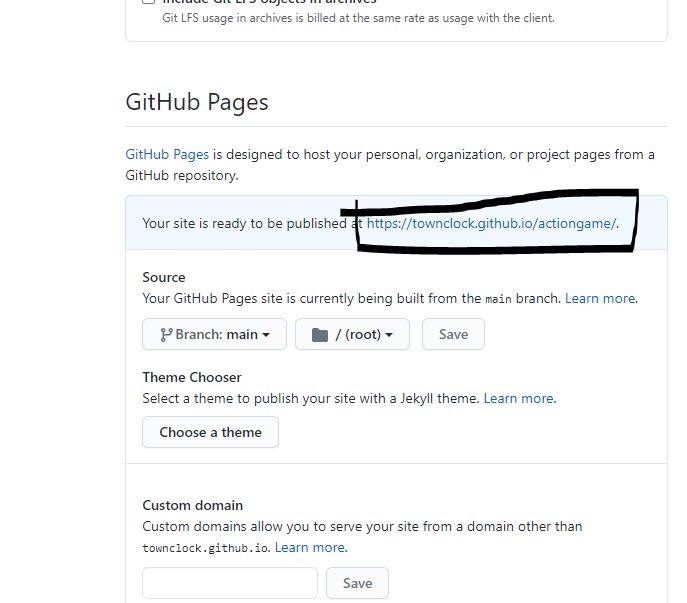 Include Git LFS objects in archives
Git LFS usage in archives is billed at the same rate as usage with the client.
GitHub Pages
GitHub Pages is designed to host your personal, organization, or project pages from a
GitHub repository.
Your site is ready to be published at https://townclock.github.io/actiongame/.
Source
Your GitHub Pages site is currently being built from the main branch. Learn more.
Branch: main
/ (root)
Save
Theme Chooser
Select a theme to publish your site with a Jekyll theme. Learn more.
Choose a theme
Custom domain
Custom domains allow you to serve your site from a domain other than
townclock.github.io. Learn more.
Save